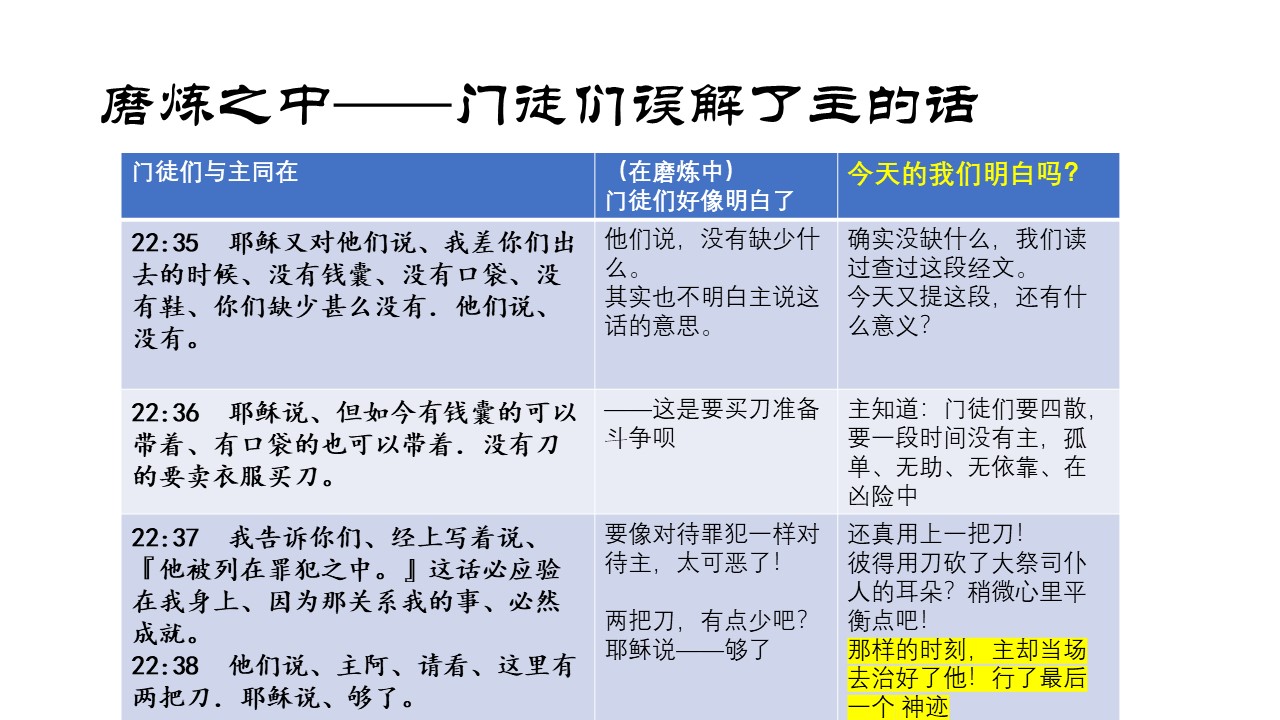 磨炼之中——门徒们误解了主的话
门徒们与主同在
（在磨炼中）
门徒们好像明白了
今天的我们明白吗？
22:35　耶稣又对他们说、我差你们出
去的时候、没有钱囊、没有口袋、没
有鞋、你们缺少甚么没有．他们说、
没有。
他们说，没有缺少什
么。
其实也不明白主说这
话的意思。
确实没缺什么，我们读
过查过这段经文。
今天又提这段，还有什
么意义？
22:36　耶稣说、但如今有钱囊的可以
带着、有口袋的也可以带着．没有刀
的要卖衣服买刀。
——这是要买刀准备
斗争呗
主知道：门徒们要四散，
要一段时间没有主，孤
单、无助、无依靠、在
凶险中
22:37　我告诉你们、经上写着说、
『他被列在罪犯之中。』这话必应验
在我身上、因为那关系我的事、必然
成就。
22:38　他们说、主阿、请看、这里有
两把刀．耶稣说、够了。
要像对待罪犯一样对
待主，太可恶了！
两把刀，有点少吧？
耶稣说——够了
还真用上一把刀！
彼得用刀砍了大祭司仆
人的耳朵？稍微心里平
衡点吧！
那样的时刻，主却当场
去治好了他！行了最后
一个 神迹